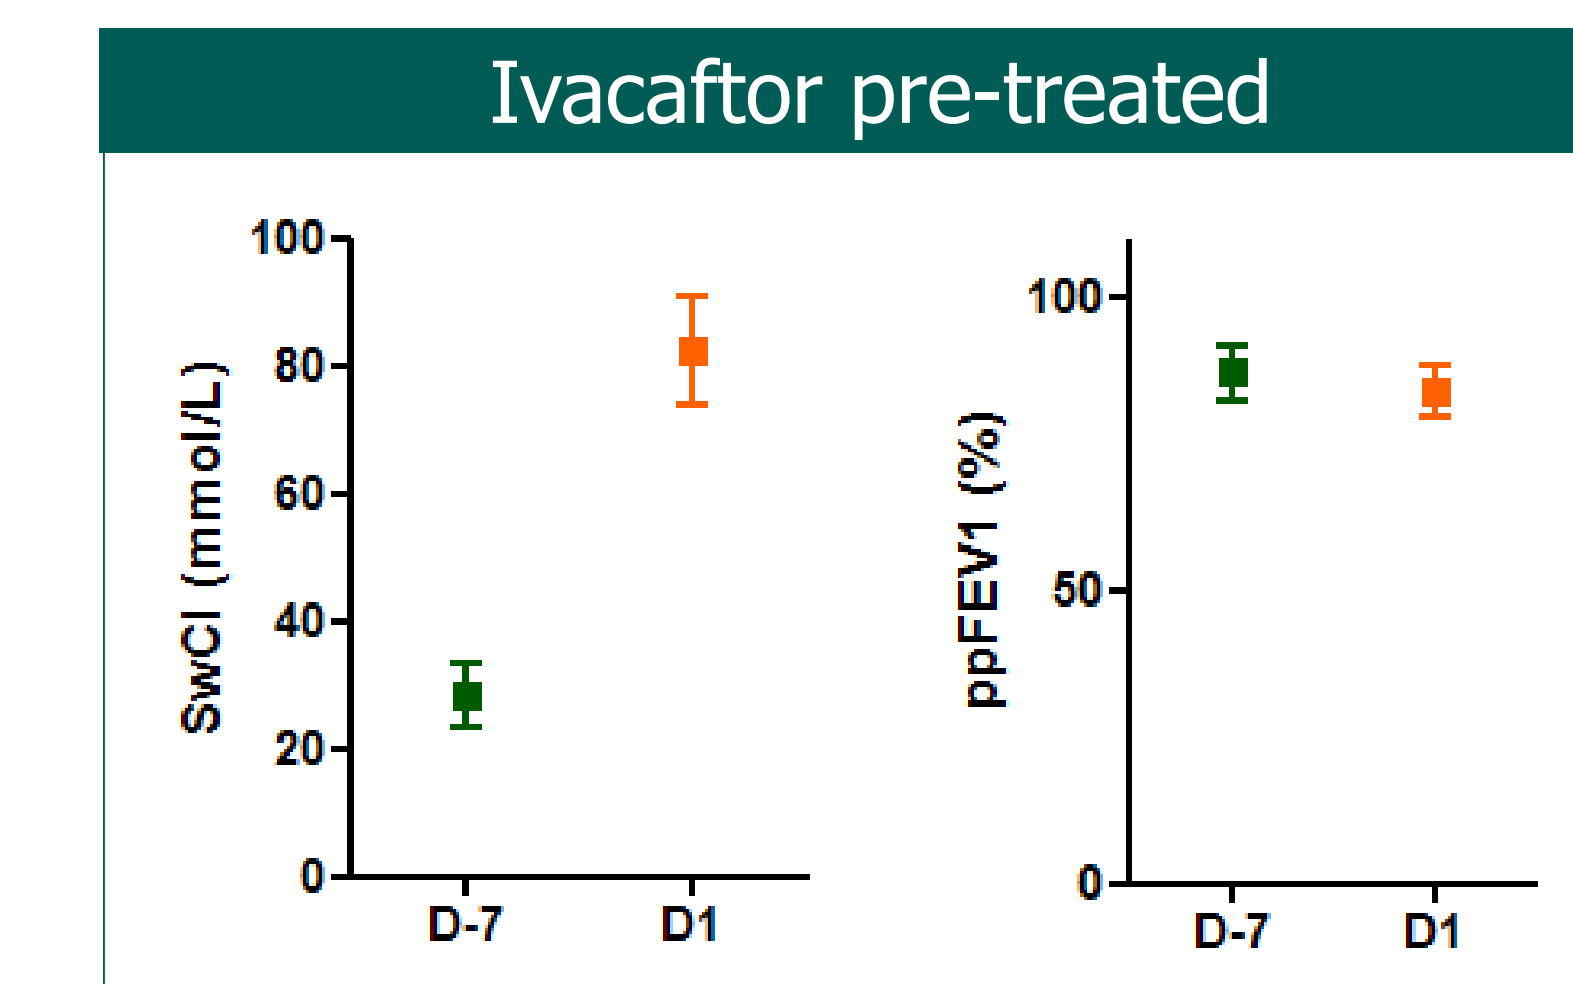 Ivacaftor pre-treated
SwCl (mmol/L)
100
80
60
40
20
0
D-7 D1
ppFEV1 (%)
100
50
0
D-7 D1